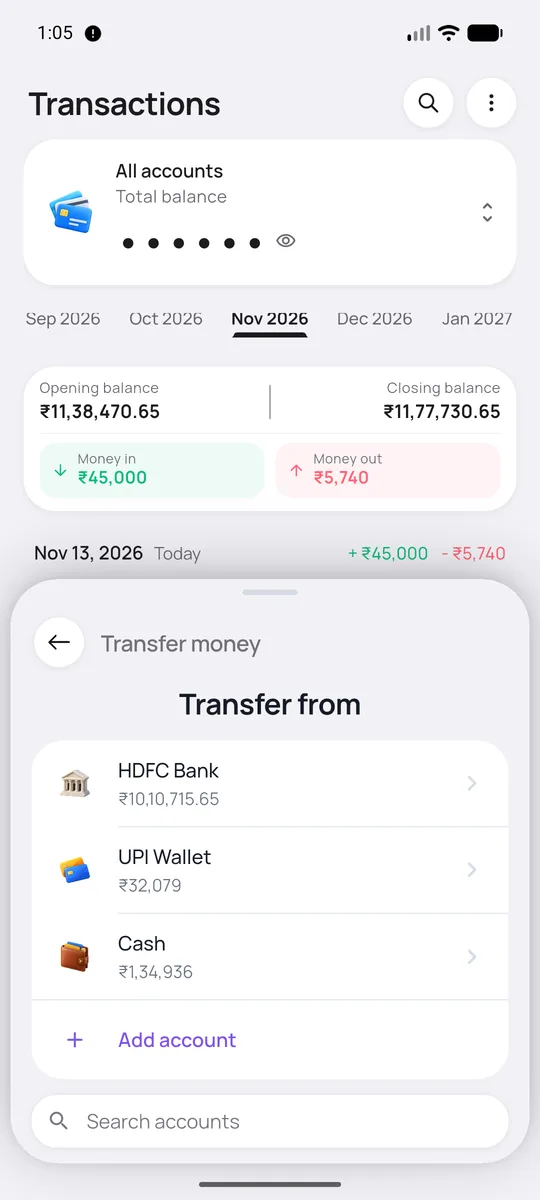 1:05
Transactions
All accounts
Total balance
Sep 2026 Oct 2026 Nov 2026 Dec 2026 Jan 2027
Opening balance Closing balance
₹11,38,470.65 ₹11,77,730.65
Money in Money out
₹45,000 ₹5,740
Nov 13, 2026 Today + ₹45,000 - ₹5,740
Transfer money
Transfer from
HDFC Bank
₹10,10,715.65
UPI Wallet
₹32,079
Cash
₹1,34,936
+ Add account
Search accounts